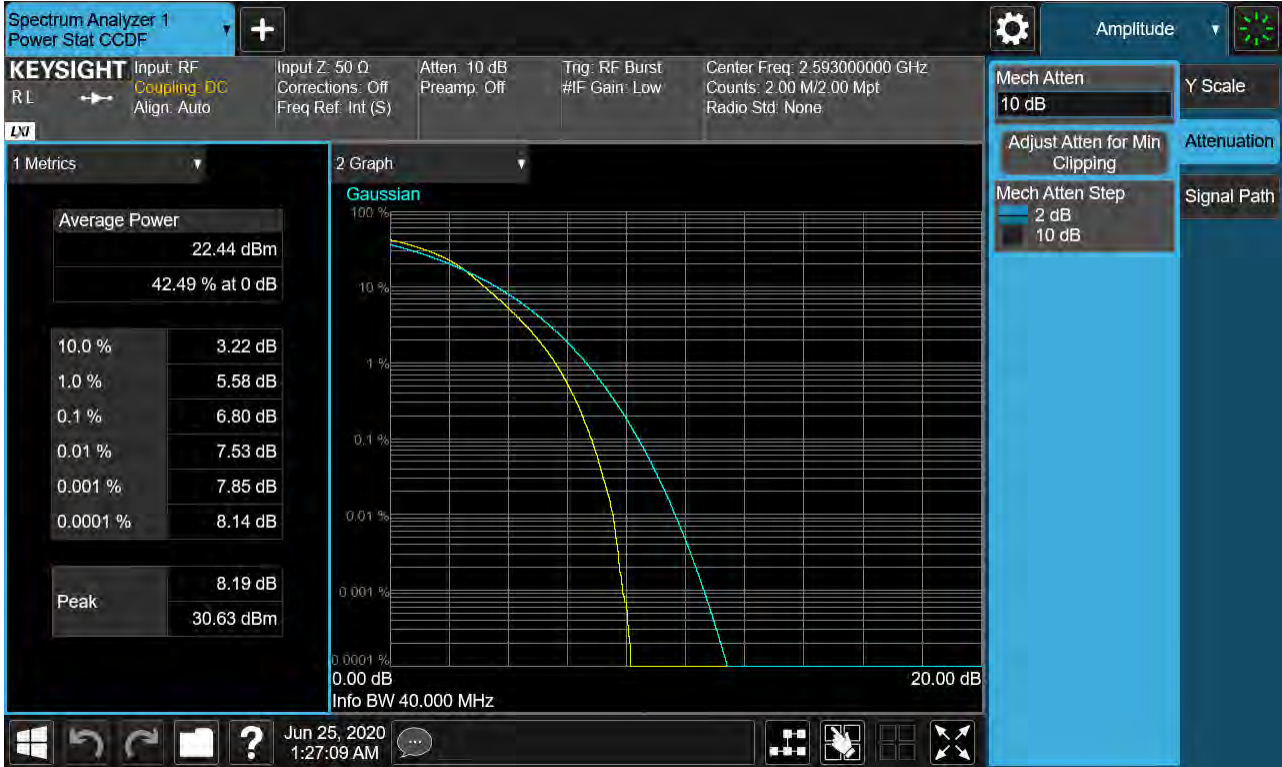 Spectrum Analyzer 1
Power Stat CCDF
Amplitude
KEYSIGHT
RL
LXI
Input: RF
Coupling: DC
Align: Auto
Input Z: 50 Ω
Corrections: Off
Freq Ref: Int (S)
Atten: 10 dB
Preamp: Off
Trig: RF Burst
#IF Gain: Low
Center Freq: 2.593000000 GHz
Counts: 2.00 M/2.00 Mpt
Radio Std: None
Mech Atten
10 dB
Adjust Atten for Min
Clipping
Mech Atten Step
2 dB
10 dB
Y Scale
Attenuation
Signal Path
1 Metrics
Average Power
22.44 dBm
42.49 % at 0 dB
10.0 % 3.22 dB
1.0 % 5.58 dB
0.1 % 6.80 dB
0.01 % 7.53 dB
0.001 % 7.85 dB
0.0001 % 8.14 dB
Peak
8.19 dB
30.63 dBm
2 Graph
Gaussian
100 %
10 %
1 %
0.1 %
0.01 %
0.001 %
0.0001 %
0.00 dB 20.00 dB
Info BW 40.000 MHz
Jun 25, 2020
1:27:09 AM